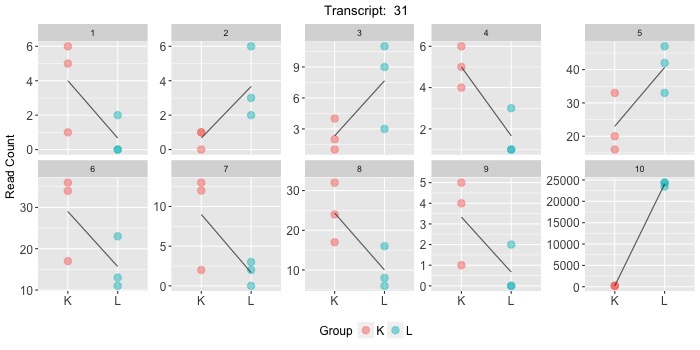 Transcript: 31
1 2 3 4 5
6 6 9 6 40
4 4 6 4 30
2 2 3 2 20
0 0
Read Count
6 7 8 9 10
30 10 30 5 25000
20 5 20 4 20000
10 0 10 3 15000
2 10000
1 5000
0 0
K L K L K L K L K L
Group K L